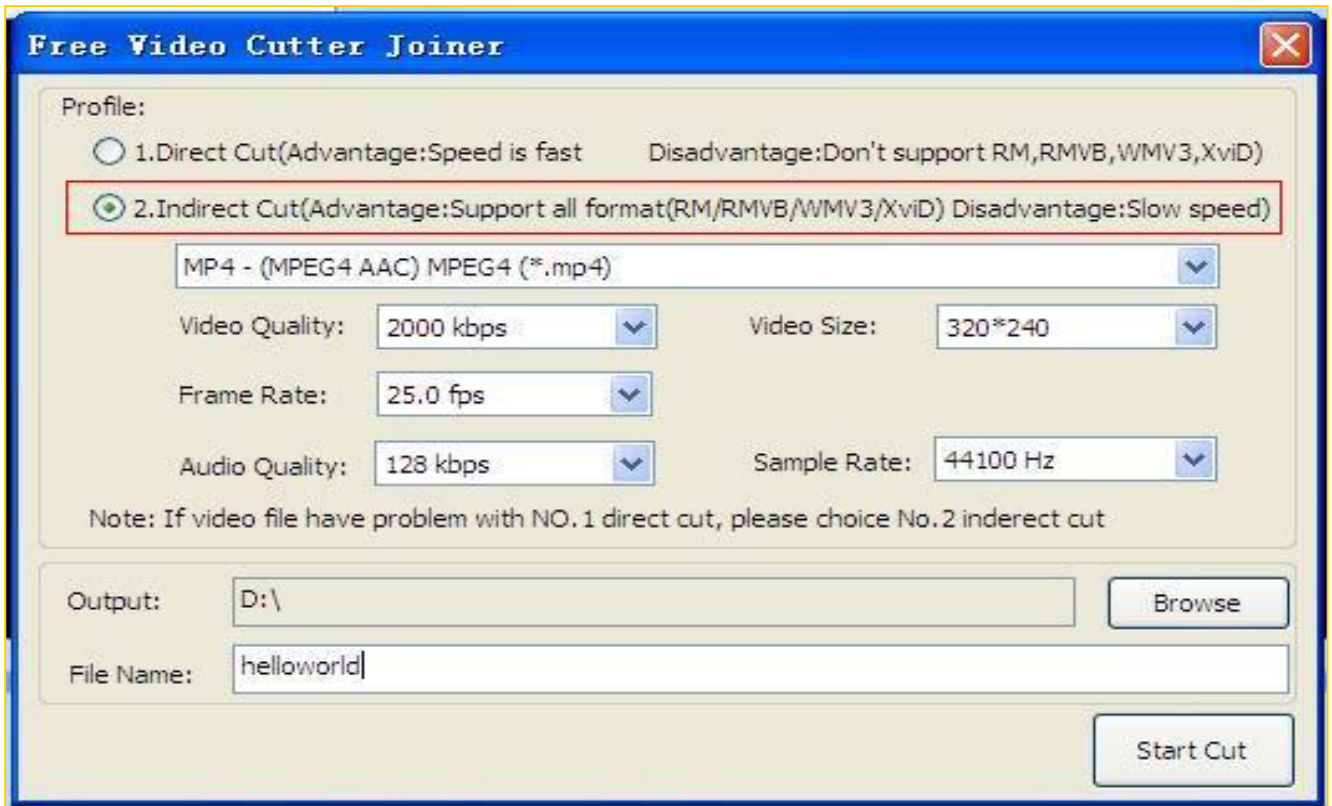 Free Video Cutter Joiner
Profile:
1.Direct Cut(Advantage:Speed is fast Disadvantage:Don't support RM,RMVB,WMV3,XviD)
2.Indirect Cut(Advantage:Support all format(RM/RMVB/WMV3/XviD) Disadvantage:Slow speed)
MP4 - (MPEG4 AAC) MPEG4 (*.mp4)
Video Quality: 2000 kbps Video Size: 320*240
Frame Rate: 25.0 fps
Audio Quality: 128 kbps Sample Rate: 44100 Hz
Note: If video file have problem with NO.1 direct cut, please choice No.2 inderect cut
Output: D:\ Browse
File Name: helloworld
Start Cut